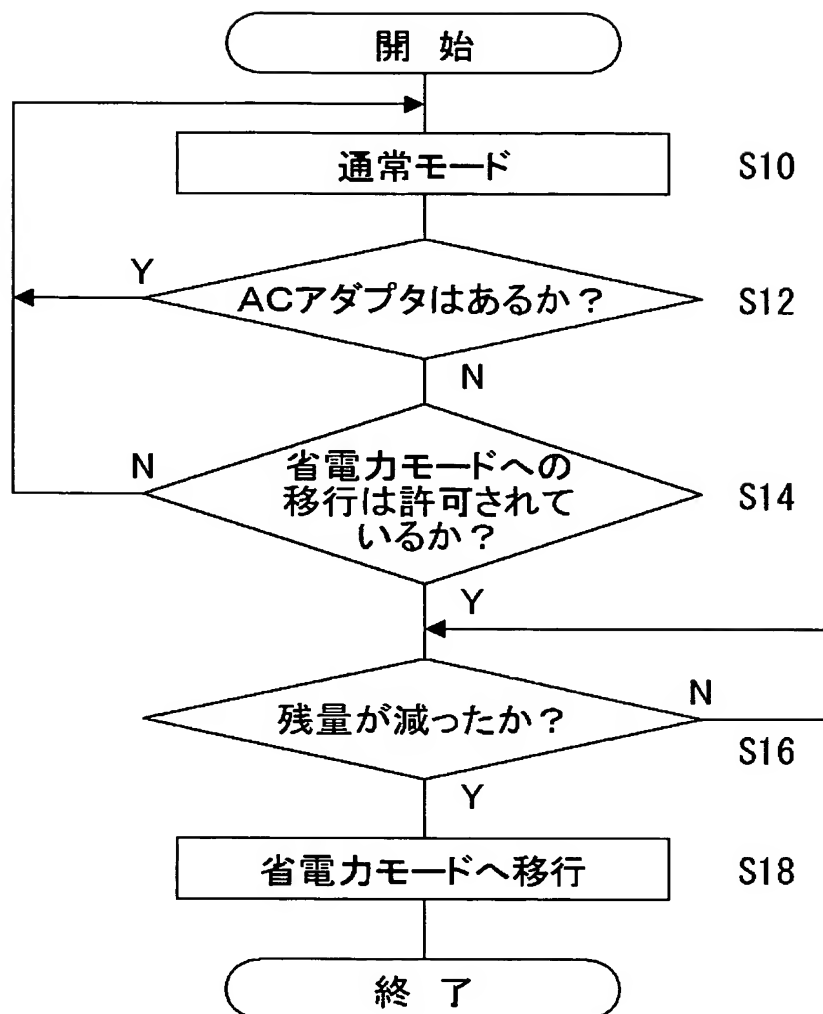 開 始
通常モード
S10
Y
ACアダプタはあるか？
S12
N
N
省電力モードへの
移行は許可されて
いるか？
S14
Y
残量が減ったか？
N
S16
Y
省電力モードへ移行
S18
終 了